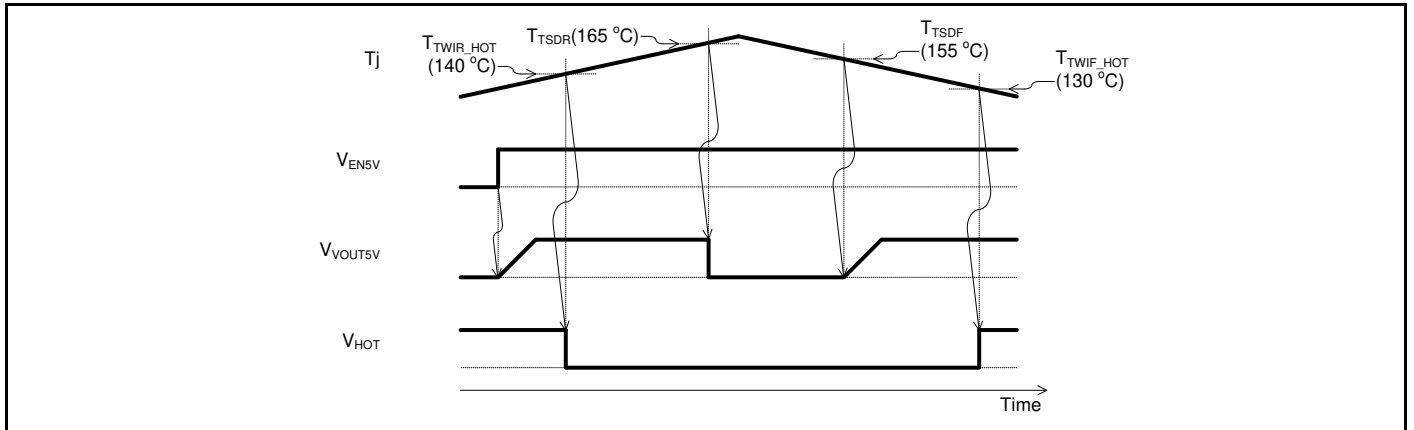 Tj
T_TWIR_HOT
(140 °C)
T_TSDR(165 °C)
T_TSDF
(155 °C)
T_TWIF_HOT
(130 °C)
V_EN5V
V_VOUT5V
V_HOT
Time